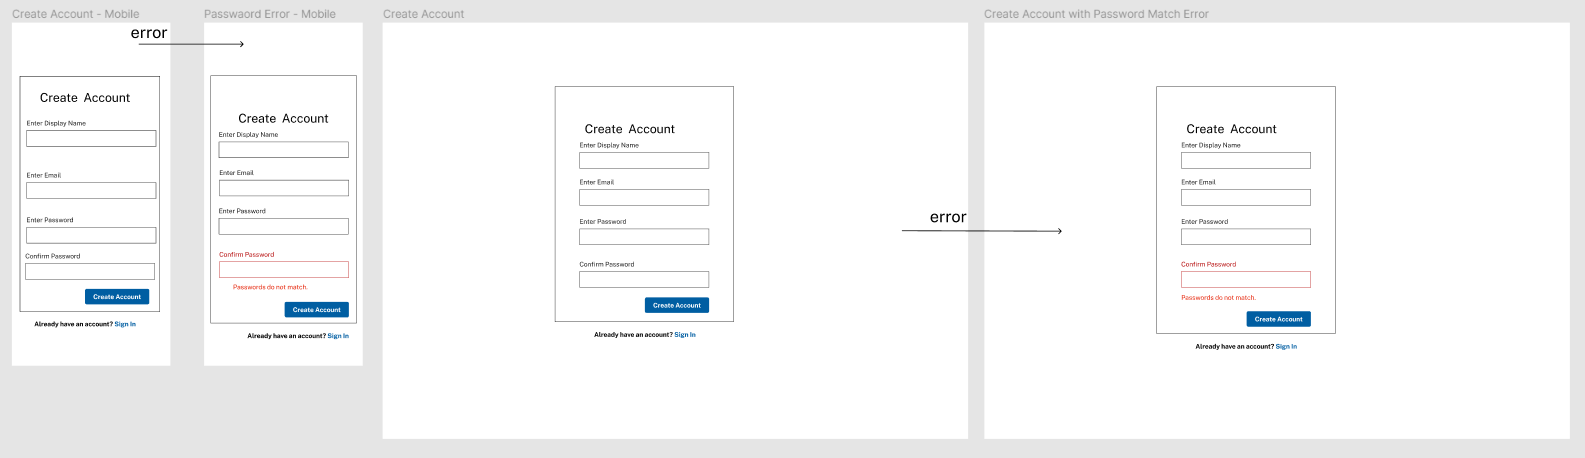 Create Account - Mobile
error
Create Account
Enter Display Name
Enter Email
Enter Password
Confirm Password
Create Account
Already have an account? Sign In
Passwaord Error - Mobile
Create Account
Enter Display Name
Enter Email
Enter Password
Confirm Password
Passwords do not match.
Create Account
Already have an account? Sign In
Create Account
Create Account
Enter Display Name
Enter Email
Enter Password
Confirm Password
Create Account
Already have an account? Sign In
error
Create Account with Password Match Error
Create Account
Enter Display Name
Enter Email
Enter Password
Confirm Password
Passwords do not match.
Create Account
Already have an account? Sign In